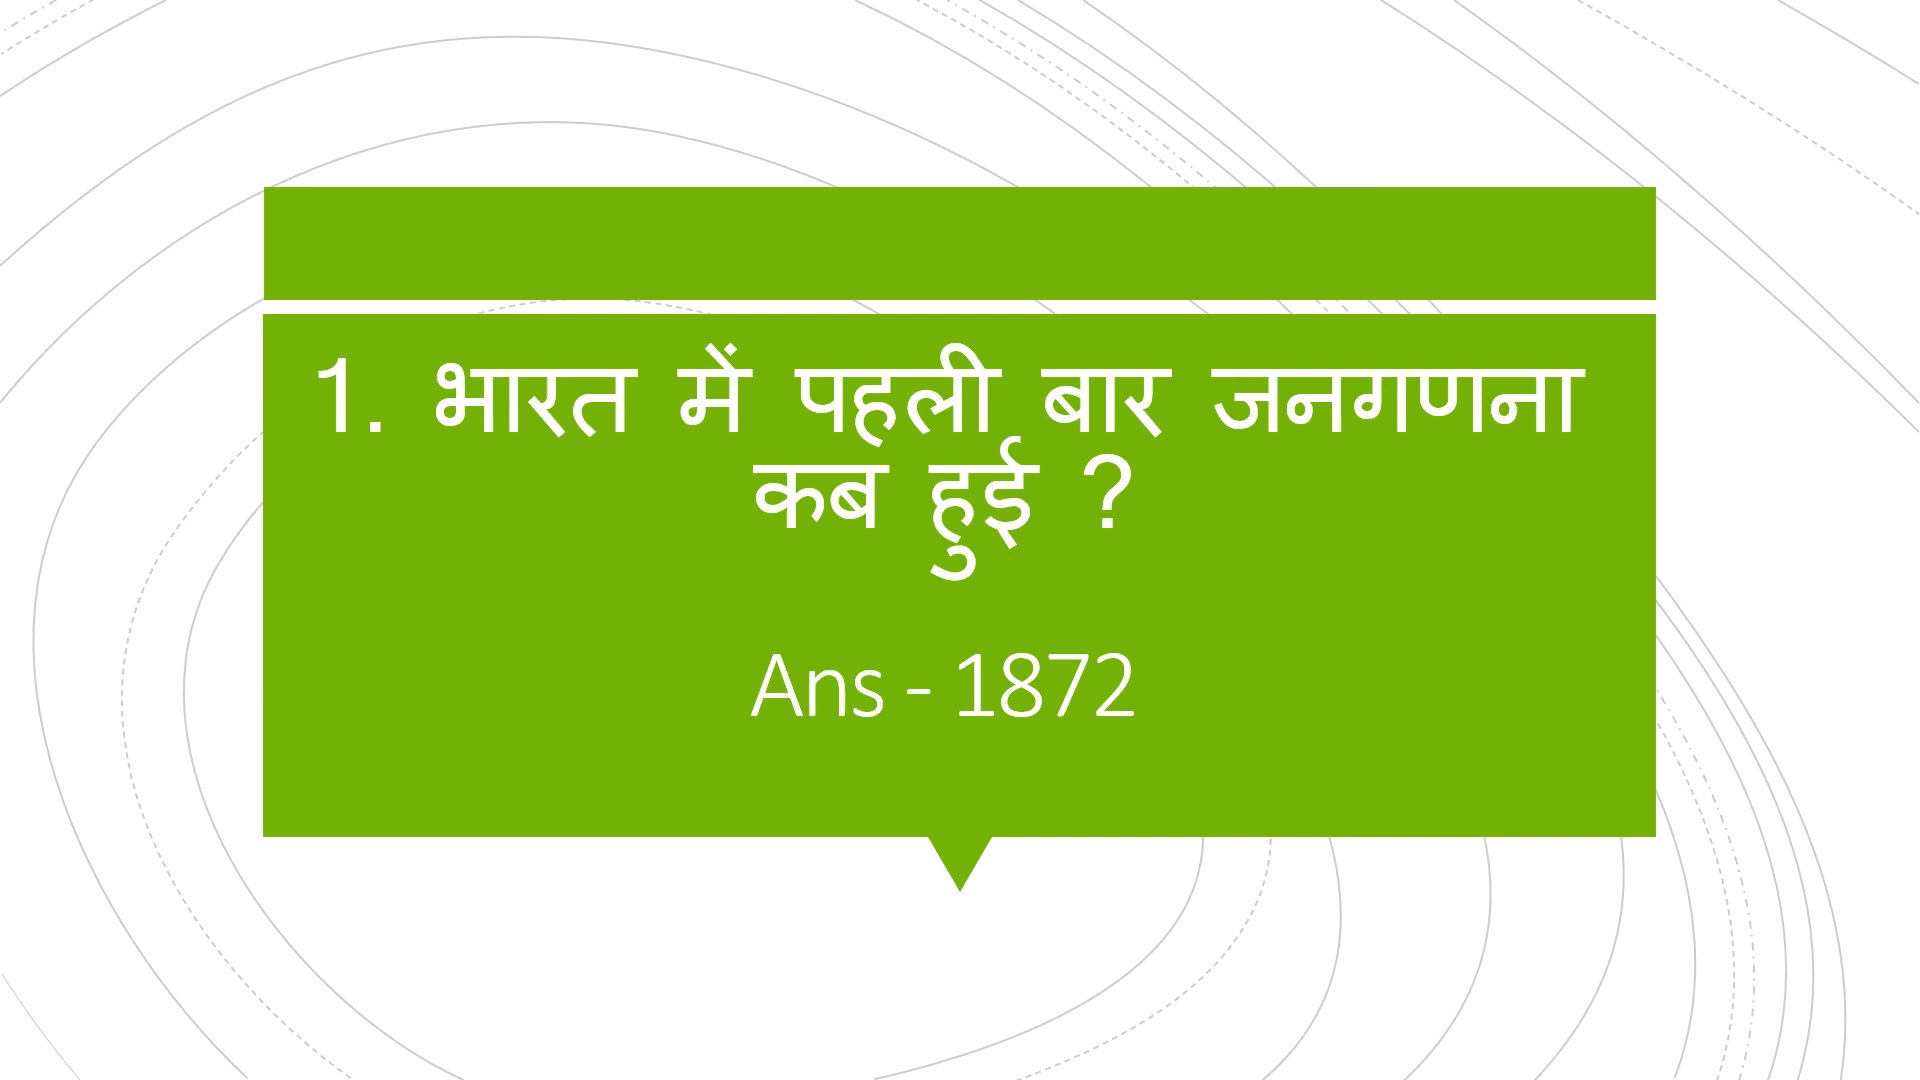 1. भारत में पहली बार जनगणना
कब हुई ?
Ans - 1872